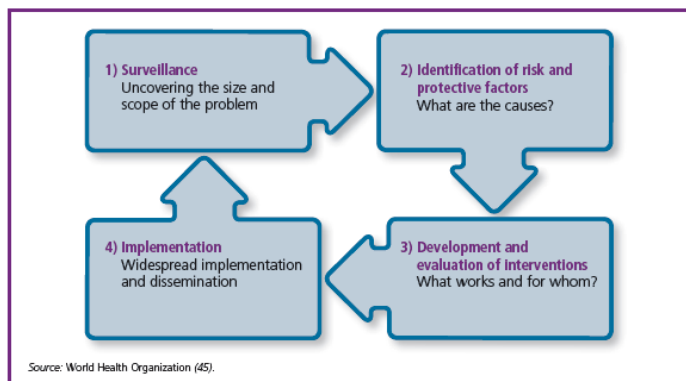 1) Surveillance
Uncovering the size and
scope of the problem
2) Identification of risk and
protective factors
What are the causes?
3) Development and
evaluation of interventions
What works and for whom?
4) Implementation
Widespread implementation
and dissemination
Source: World Health Organization (45).